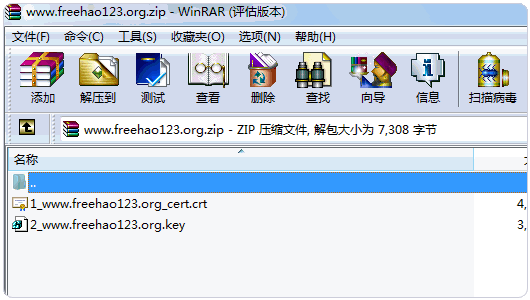 www.freehao123.org.zip - WinRAR (评估版本)
文件(F) 命令(C) 工具(S) 收藏夹(O) 选项(N) 帮助(H)
添加 解压到 测试 查看 删除 查找 向导 信息 扫描病毒
www.freehao123.org.zip - ZIP 压缩文件, 解包大小为 7,308 字节
名称
..
1_www.freehao123.org_cert.crt 4,
2_www.freehao123.org.key 3,